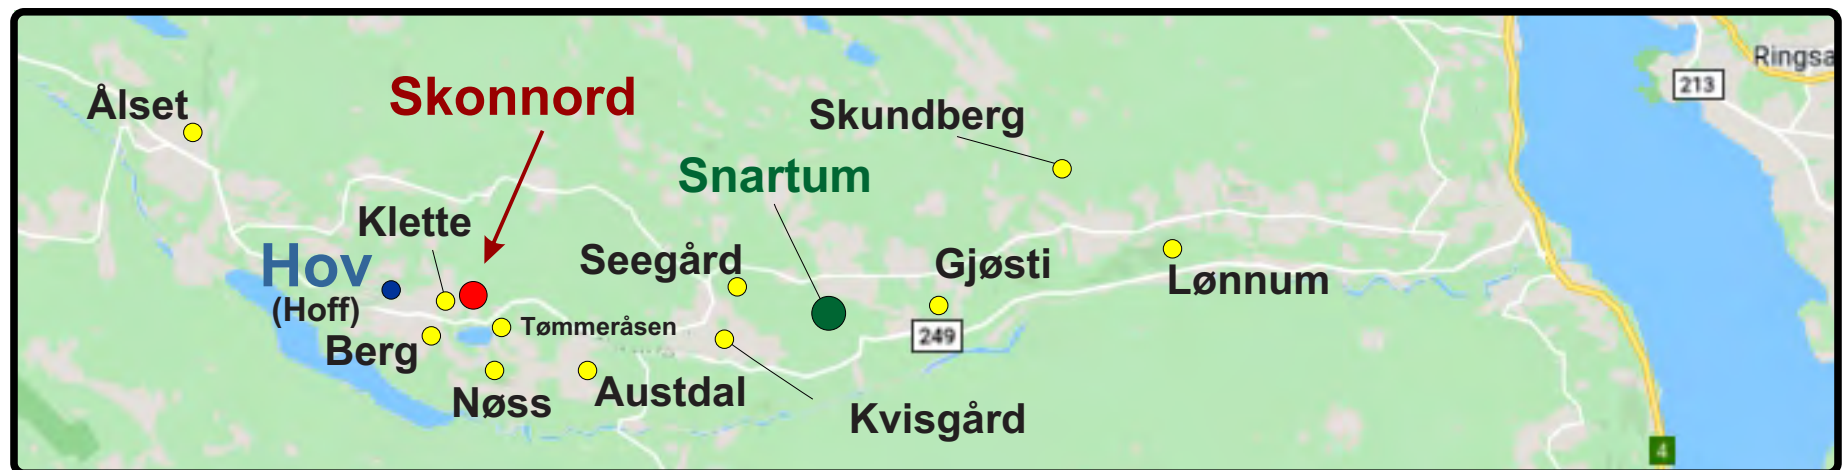 Ringsa
213
Ålset
Skonnord
Skundberg
Snartum
Klette
Hov
(Hoff)
Seegård
Gjøsti
Lønnum
Tømmeråsen
249
Berg
Nøss
Austdal
Kvisgård
4